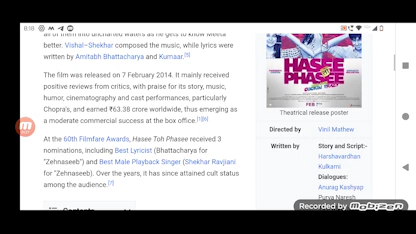 8:18
all of them into uncharted waters as he gets to know Meeta
better. Vishal–Shekhar composed the music, while lyrics were
written by Amitabh Bhattacharya and Kumaar.[5]
The film was released on 7 February 2014. It mainly received
positive reviews from critics, with praise for its story, music,
humor, cinematography and cast performances, particularly
Chopra's, and earned ₹63.38 crore worldwide, thus emerging as
a moderate commercial success at the box office.[1][6]
At the 60th Filmfare Awards, Hasee Toh Phasee received 3
nominations, including Best Lyricist (Bhattacharya for
"Zehnaseeb") and Best Male Playback Singer (Shekhar Ravjiani
for "Zehnaseeb). Over the years, it has since attained cult status
among the audience.[7]
Contents
HASEE
PHASEE
Theatrical release poster
Directed by Vinil Mathew
Written by Story and Script:-
Harshavardhan
Kulkarni
Dialogues:
Anurag Kashyap
Purva Naresh
Recorded by MOBIZEN